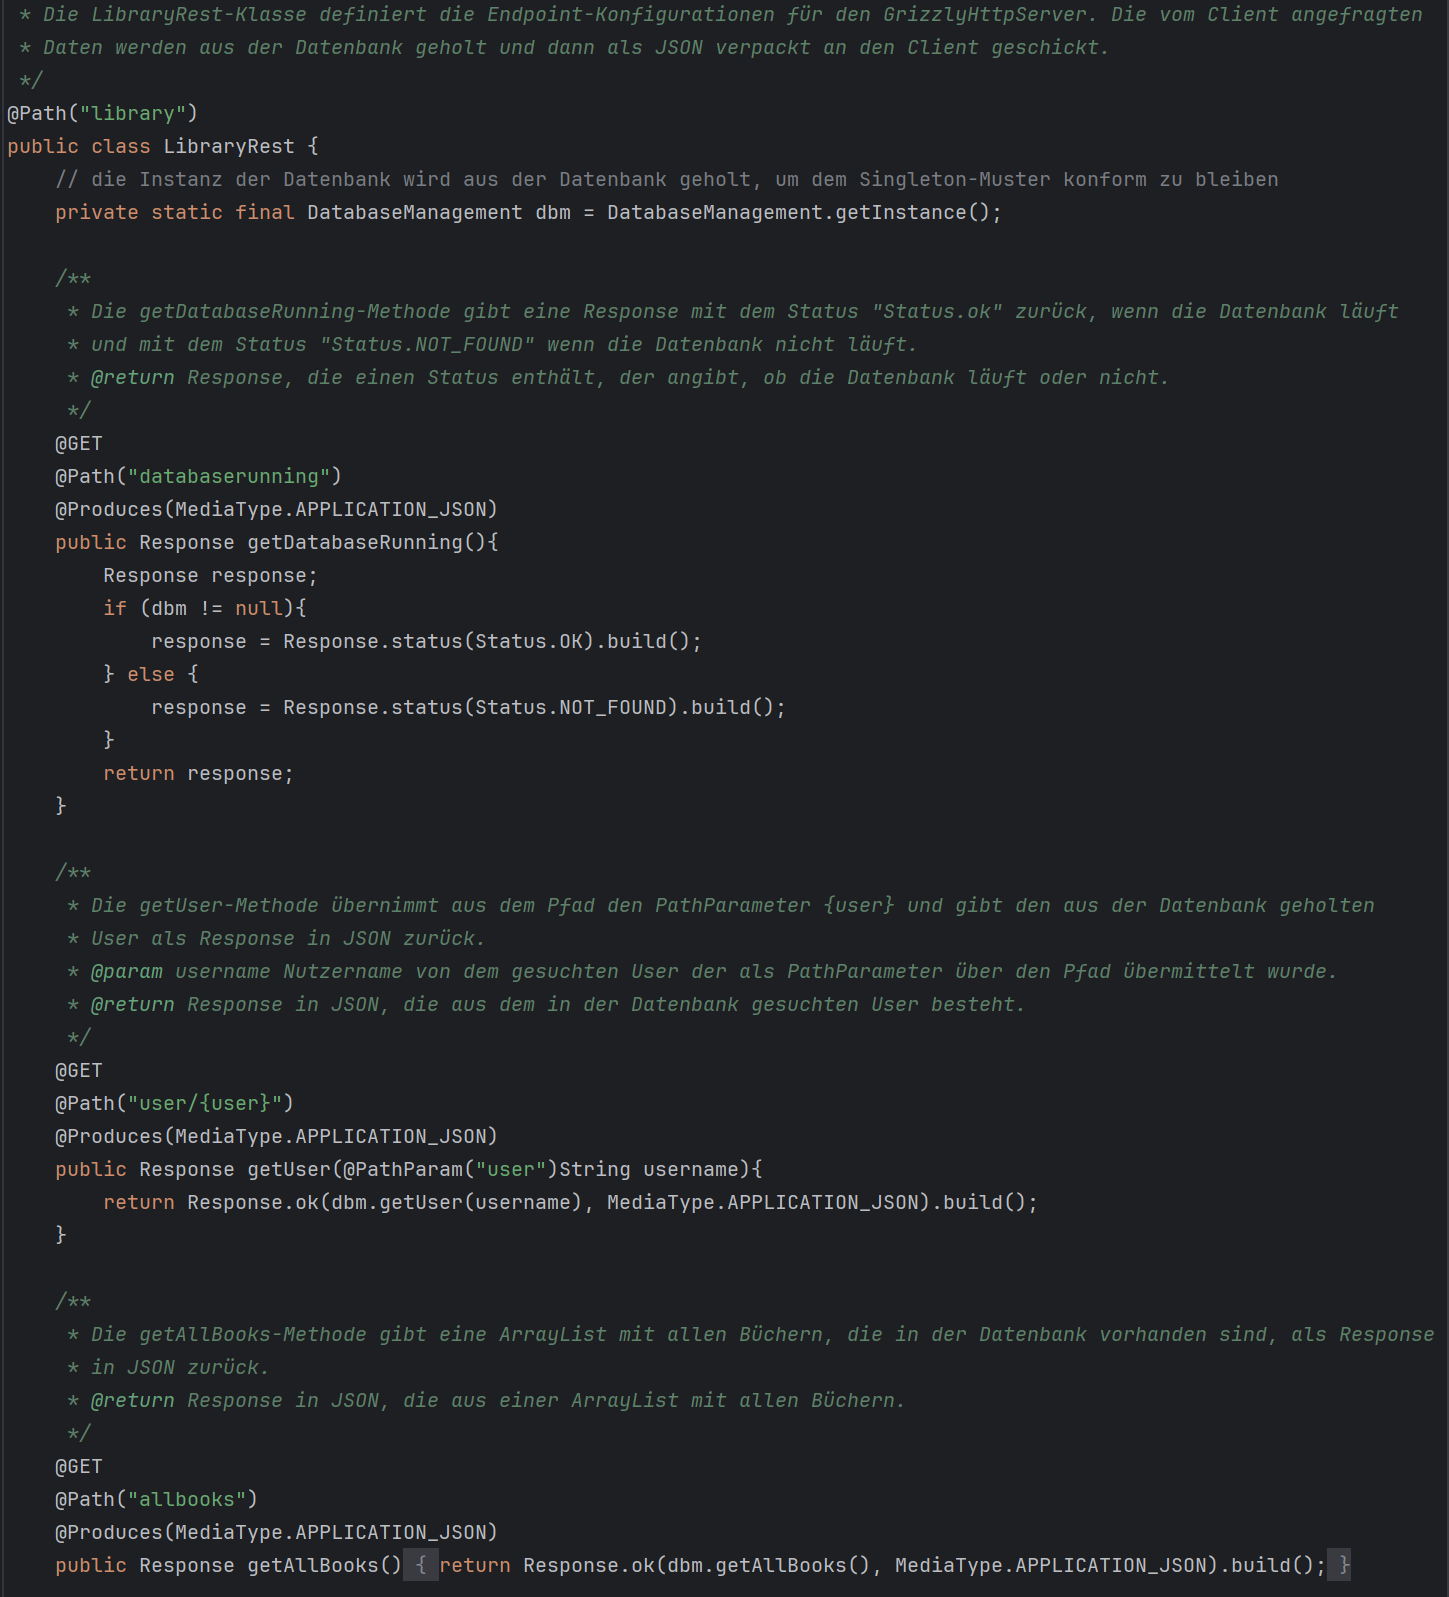 * Die LibraryRest-Klasse definiert die Endpoint-Konfigurationen für den GrizzlyHttpServer. Die vom Client angefragten
* Daten werden aus der Datenbank geholt und dann als JSON verpackt an den Client geschickt.
*/
@Path("library")
public class LibraryRest {
// die Instanz der Datenbank wird aus der Datenbank geholt, um dem Singleton-Muster konform zu bleiben
private static final DatabaseManagement dbm = DatabaseManagement.getInstance();
/**
* Die getDatabaseRunning-Methode gibt eine Response mit dem Status "Status.ok" zurück, wenn die Datenbank läuft
* und mit dem Status "Status.NOT_FOUND" wenn die Datenbank nicht läuft.
* @return Response, die einen Status enthält, der angibt, ob die Datenbank läuft oder nicht.
*/
@GET
@Path("databaserunning")
@Produces(MediaType.APPLICATION_JSON)
public Response getDatabaseRunning(){
Response response;
if (dbm != null){
response = Response.status(Status.OK).build();
} else {
response = Response.status(Status.NOT_FOUND).build();
}
return response;
}
/**
* Die getUser-Methode übernimmt aus dem Pfad den PathParameter {user} und gibt den aus der Datenbank geholten
* User als Response in JSON zurück.
* @param username Nutzername von dem gesuchten User der als PathParameter über den Pfad übermittelt wurde.
* @return Response in JSON, die aus dem in der Datenbank gesuchten User besteht.
*/
@GET
@Path("user/{user}")
@Produces(MediaType.APPLICATION_JSON)
public Response getUser(@PathParam("user")String username){
return Response.ok(dbm.getUser(username), MediaType.APPLICATION_JSON).build();
}
/**
* Die getAllBooks-Methode gibt eine ArrayList mit allen Büchern, die in der Datenbank vorhanden sind, als Response
* in JSON zurück.
* @return Response in JSON, die aus einer ArrayList mit allen Büchern.
*/
@GET
@Path("allbooks")
@Produces(MediaType.APPLICATION_JSON)
public Response getAllBooks() { return Response.ok(dbm.getAllBooks(), MediaType.APPLICATION_JSON).build(); }